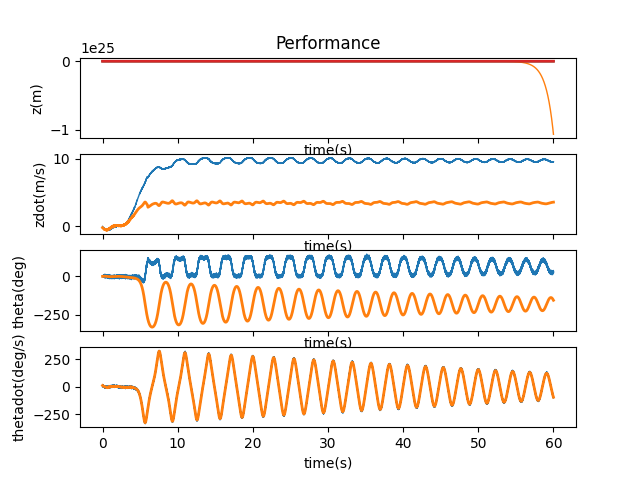 Performance
1e25
0
−1
z(m)
time(s)
10
0
zdot(m/s)
time(s)
0
−250
theta(deg)
time(s)
250
0
−250
thetadot(deg/s)
0 10 20 30 40 50 60
time(s)